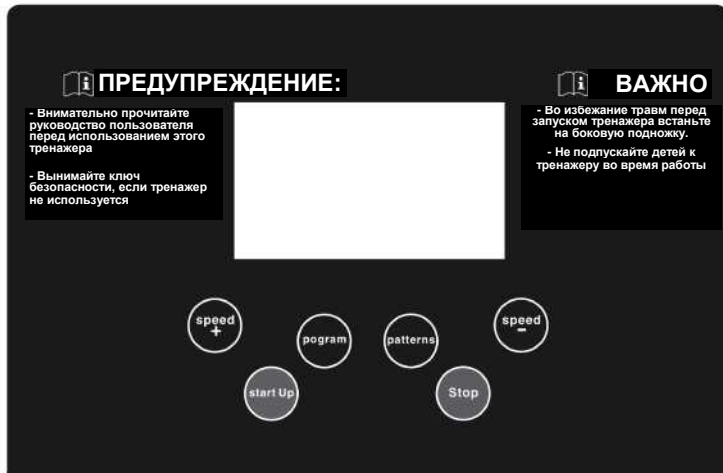 ПРЕДУПРЕЖДЕНИЕ:
- Внимательно прочитайте
руководство пользователя
перед использованием этого
тренажера
- Вынимайте ключ
безопасности, если тренажер
не используется
ВАЖНО
- Во избежание травм перед
запуском тренажера встаньте
на боковую подножку.
- Не подпускайте детей к
тренажеру во время работы
speed
+
pogram
patterns
speed
-
start Up
Stop